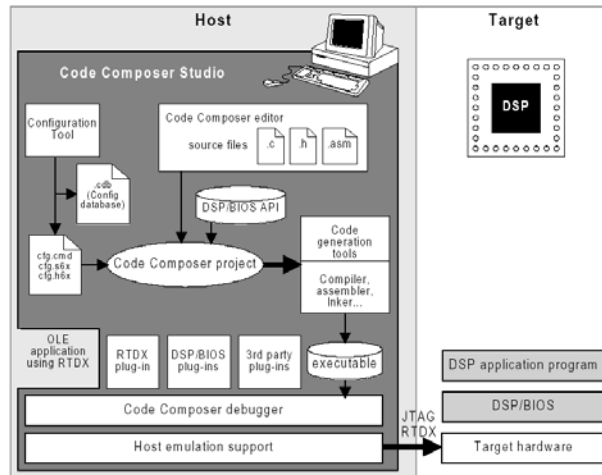 Host
Target
Code Composer Studio
DSP
Configuration
Tool
Code Composer editor
source files
.c
.h
.asm
.cdb
(Config
database)
DSP/BIOS API
Code
generation
tools
cfg.cmd
cfg.s6x
cfg.h6x
Code Composer project
Compiler,
assembler,
linker...
OLE
application
using RTDX
RTDX
plug-in
DSP/BIOS
plug-ins
3rd party
plug-ins
executable
DSP application program
Code Composer debugger
DSP/BIOS
JTAG
RTDX
Host emulation support
Target hardware